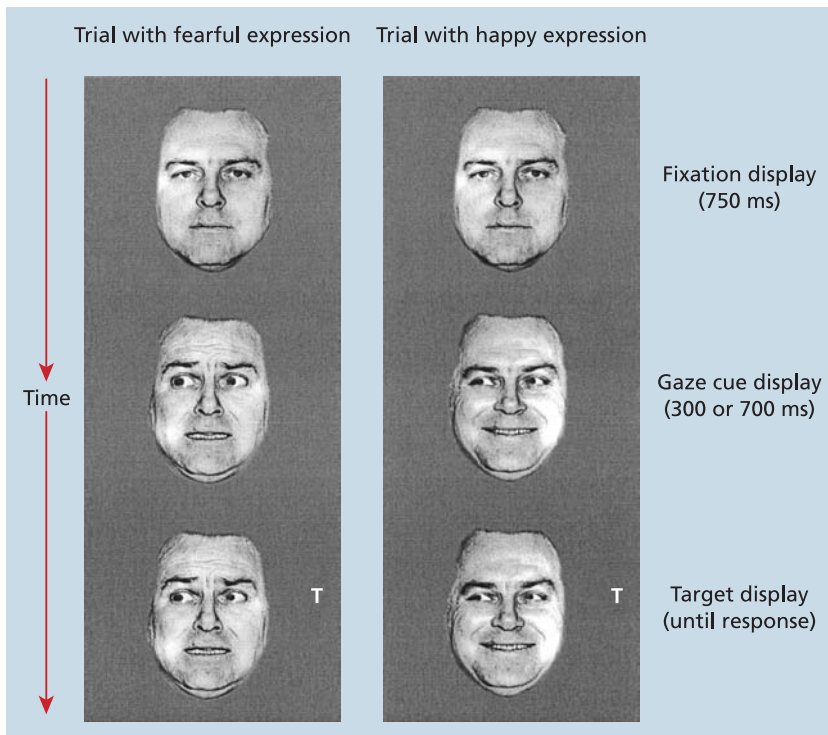 Trial with fearful expression
Trial with happy expression
Fixation display
(750 ms)
Time
Gaze cue display
(300 or 700 ms)
T
T
Target display
(until response)